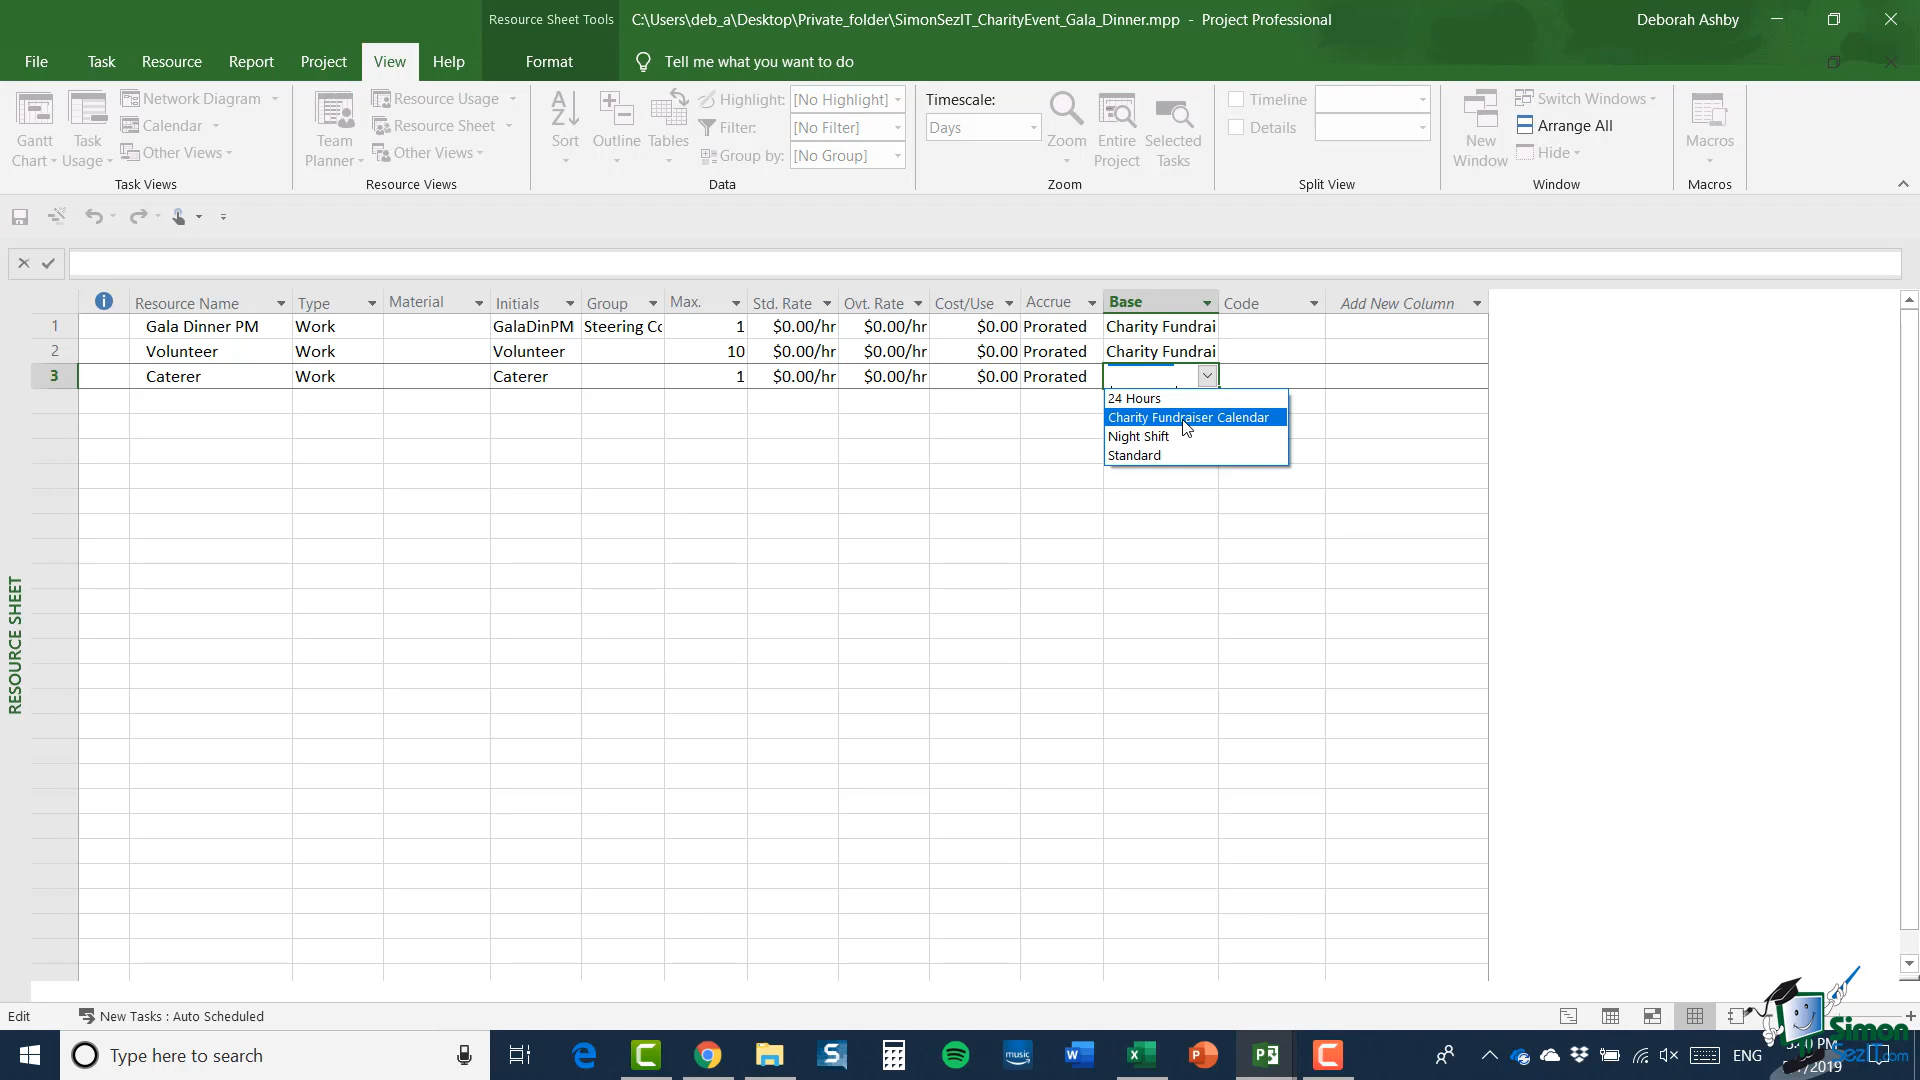 Resource Sheet Tools
C:\Users\deb_a\Desktop\Private_folder\SimonSezIT_CharityEvent_Gala_Dinner.mpp - Project Professional
Deborah Ashby
File Task Resource Report Project View Help Format Tell me what you want to do
Gantt Chart
Task Usage
Network Diagram
Calendar
Other Views
Task Views
Team Planner
Resource Usage
Resource Sheet
Other Views
Resource Views
Sort
Outline
Tables
Highlight: [No Highlight]
Filter: [No Filter]
Group by: [No Group]
Data
Timescale:
Days
Zoom
Entire Project
Selected Tasks
Zoom
Timeline
Details
Split View
New Window
Switch Windows
Arrange All
Hide
Window
Macros
Macros
Resource Name Type Material Initials Group Max. Std. Rate Ovt. Rate Cost/Use Accrue Base Code Add New Column
1 Gala Dinner PM Work GalaDinPM Steering Co 1 $0.00/hr $0.00/hr $0.00 Prorated Charity Fundrai
2 Volunteer Work Volunteer 10 $0.00/hr $0.00/hr $0.00 Prorated Charity Fundrai
3 Caterer Work Caterer 1 $0.00/hr $0.00/hr $0.00 Prorated
24 Hours
Charity Fundraiser Calendar
Night Shift
Standard
RESOURCE SHEET
Edit New Tasks : Auto Scheduled
Type here to search
music
ENG
PM
2019
Simon
SezIT.com